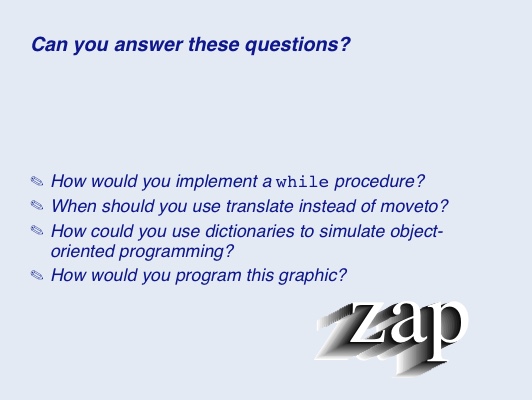 Can you answer these questions?
How would you implement a while procedure?
When should you use translate instead of moveto?
How could you use dictionaries to simulate object-
oriented programming?
How would you program this graphic?
zap